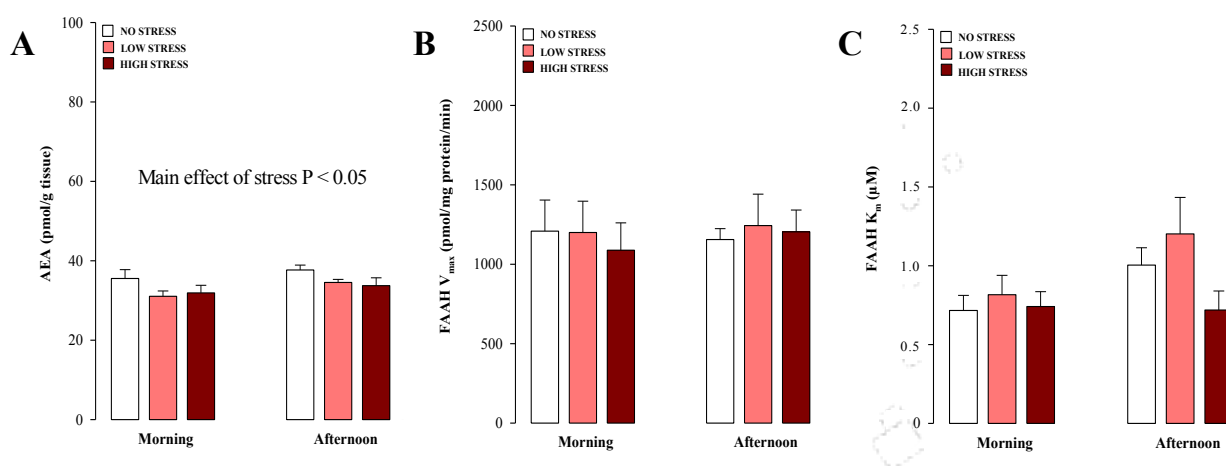 A
NO STRESS
LOW STRESS
HIGH STRESS
AEA (pmol/g tissue)
100
80
60
40
20
0
Main effect of stress P < 0.05
Morning
Afternoon
B
NO STRESS
LOW STRESS
HIGH STRESS
FAAH Vmax (pmol/mg protein/min)
2500
2000
1500
1000
500
0
Morning
Afternoon
C
NO STRESS
LOW STRESS
HIGH STRESS
FAAH Km (µM)
2.5
2.0
1.5
1.0
0.5
0
Morning
Afternoon